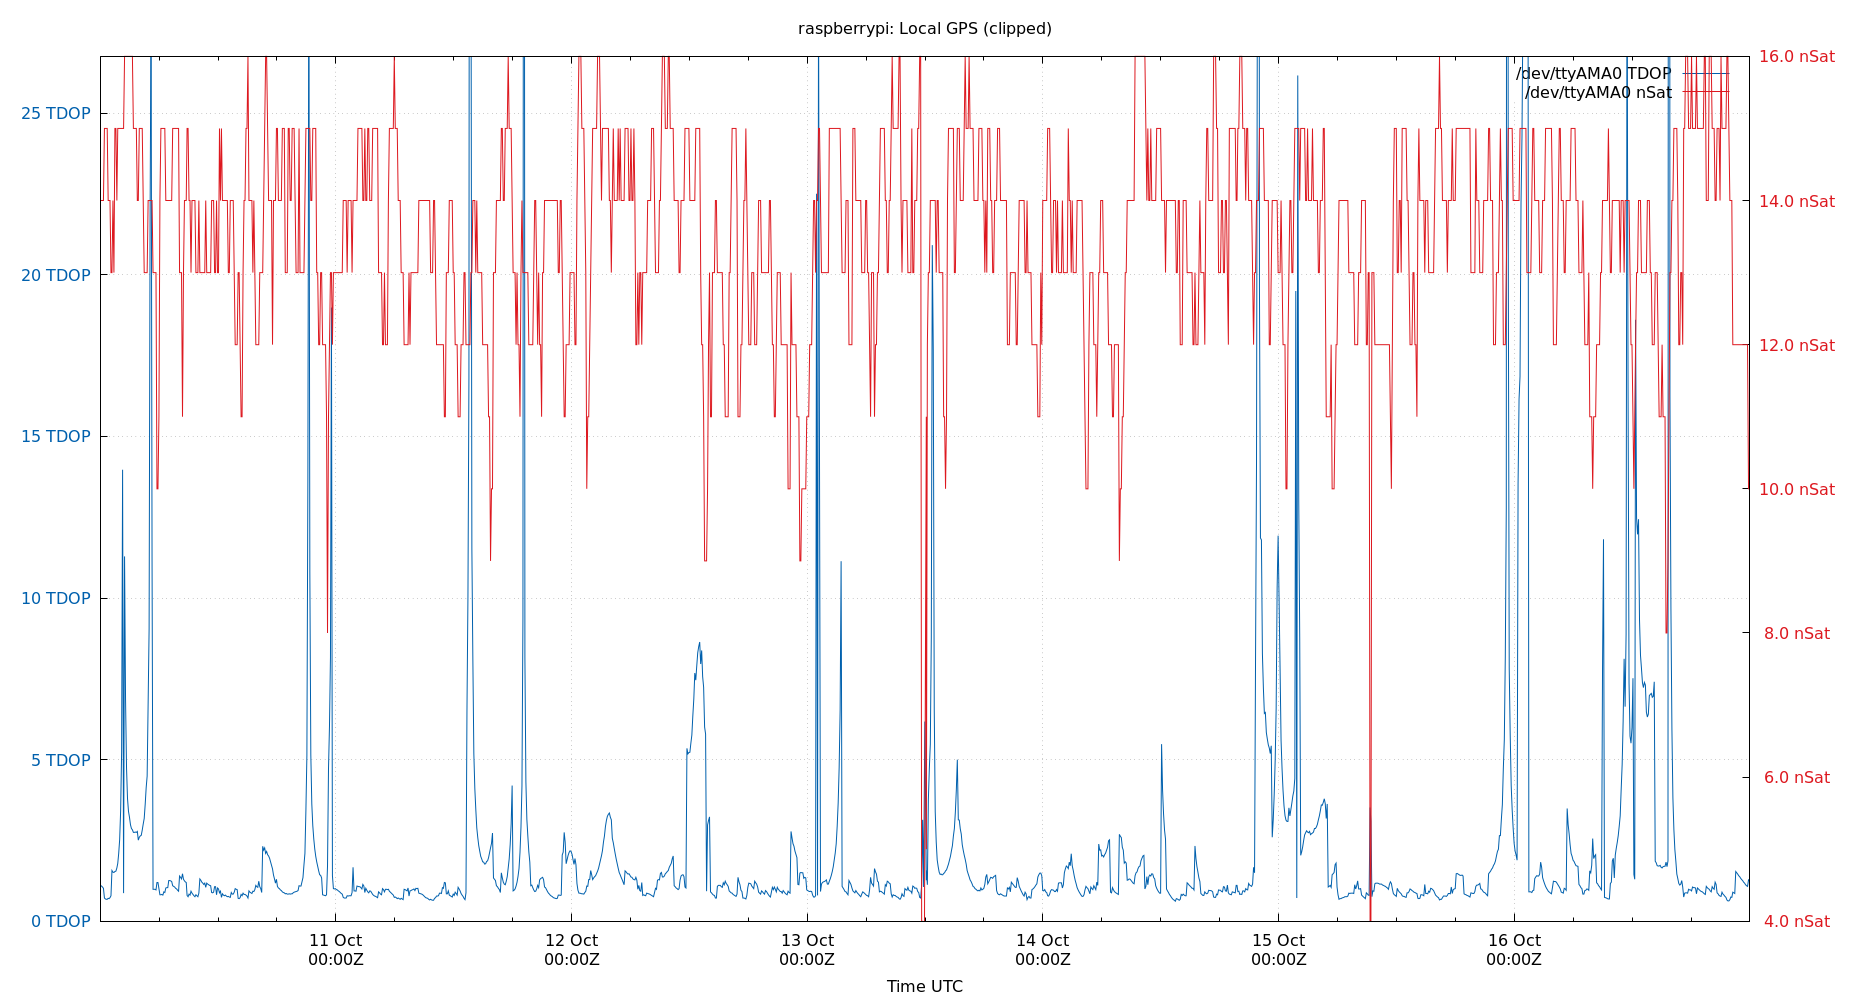 raspberrypi: Local GPS (clipped)
16.0 nSat
/dev/ttyAMA0 TDOP
/dev/ttyAMA0 nSat
25 TDOP
14.0 nSat
20 TDOP
12.0 nSat
15 TDOP
10.0 nSat
10 TDOP
8.0 nSat
5 TDOP
6.0 nSat
0 TDOP
4.0 nSat
11 Oct
00:00Z
12 Oct
00:00Z
13 Oct
00:00Z
14 Oct
00:00Z
15 Oct
00:00Z
16 Oct
00:00Z
Time UTC